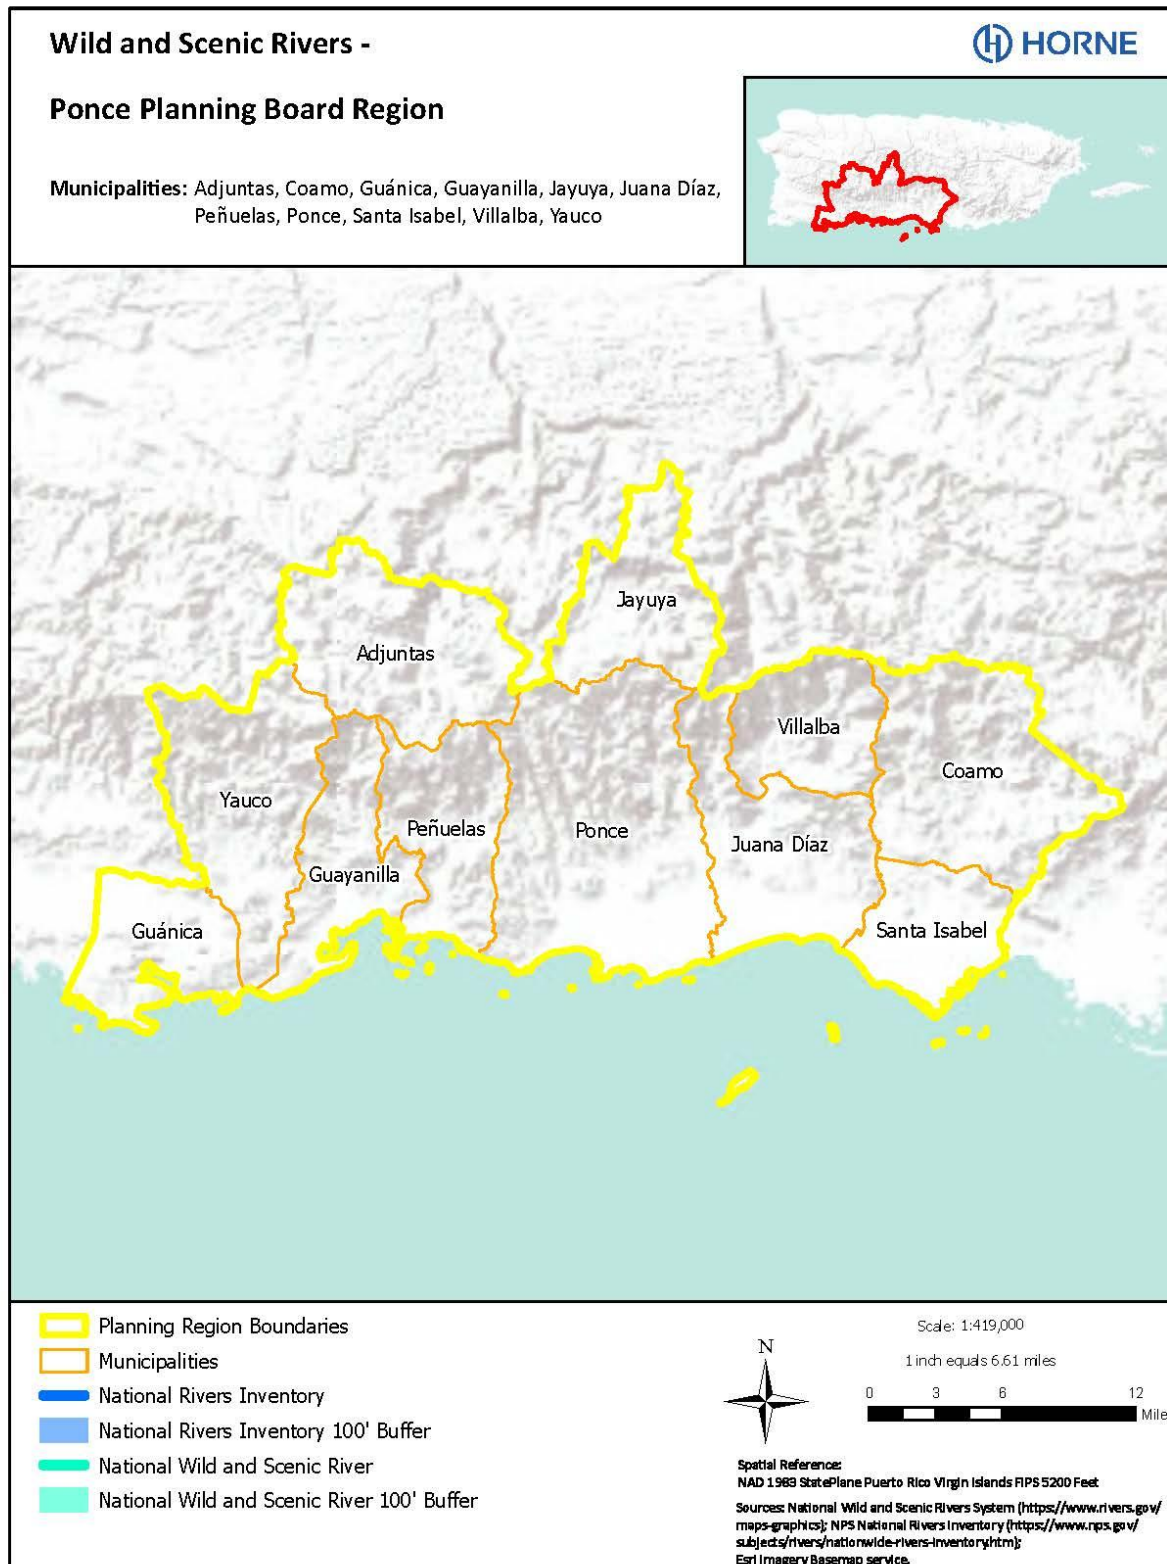 Wild and Scenic Rivers -
HORNE
Ponce Planning Board Region
Municipalities: Adjuntas, Coamo, Guánica, Guayanilla, Jayuya, Juana Díaz,
Peñuelas, Ponce, Santa Isabel, Villalba, Yauco
Jayuya
Adjuntas
Villalba
Coamo
Yauco
Peñuelas
Ponce
Juana Díaz
Guayanilla
Guánica
Santa Isabel
Planning Region Boundaries
Municipalities
National Rivers Inventory
National Rivers Inventory 100' Buffer
National Wild and Scenic River
National Wild and Scenic River 100' Buffer
N
Scale: 1:419,000
1 inch equals 6.61 miles
0 3 6 12
Mile
Spatial Reference:
NAD 1983 StatePlane Puerto Rico Virgin Islands FIPS 5200 Feet
Sources: National Wild and Scenic Rivers System (https://www.rivers.gov/
maps-graphics); NPS National Rivers Inventory (https://www.nps.gov/
subjects/rivers/nationwide-rivers-inventory.htm);
Esri Imagery Basemap service.